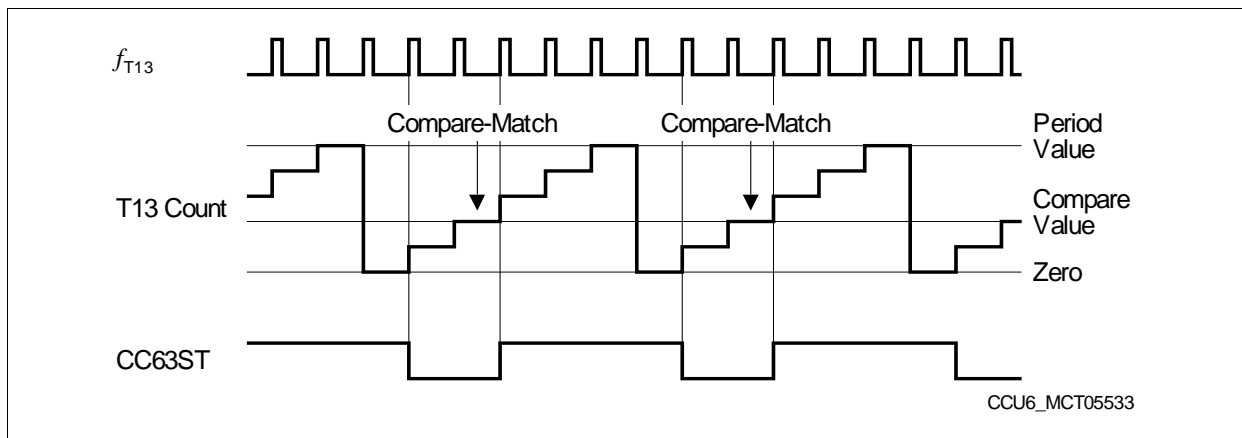 fT13
Compare-Match Compare-Match
Period
Value
T13 Count
Compare
Value
Zero
CC63ST
CCU6_MCT05533